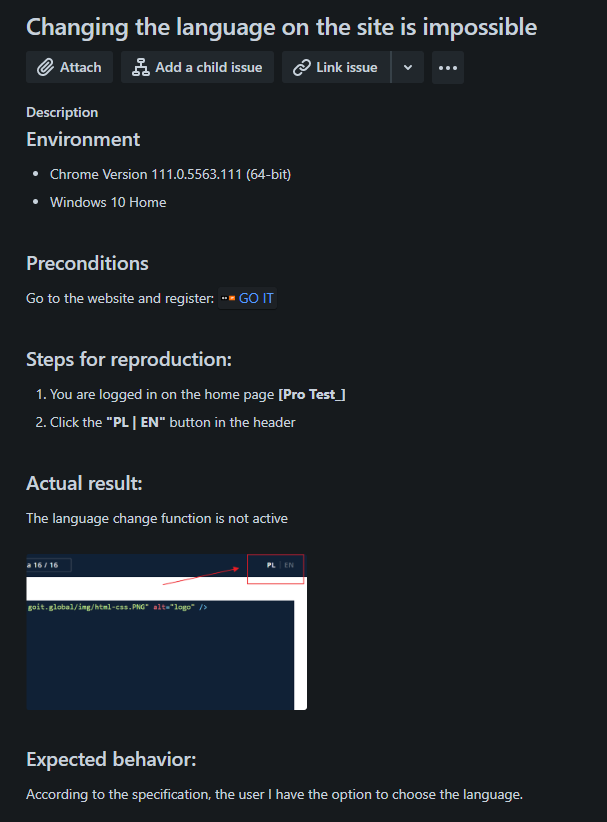 Changing the language on the site is impossible
Attach
Add a child issue
Link issue
Description
Environment
• Chrome Version 111.0.5563.111 (64-bit)
• Windows 10 Home
Preconditions
Go to the website and register: GO IT
Steps for reproduction:
1. You are logged in on the home page [Pro Test_]
2. Click the "PL | EN" button in the header
Actual result:
The language change function is not active
a 16 / 16 PL | EN
goit.global/img/html-css.PNG" alt="logo" />
Expected behavior:
According to the specification, the user I have the option to choose the language.